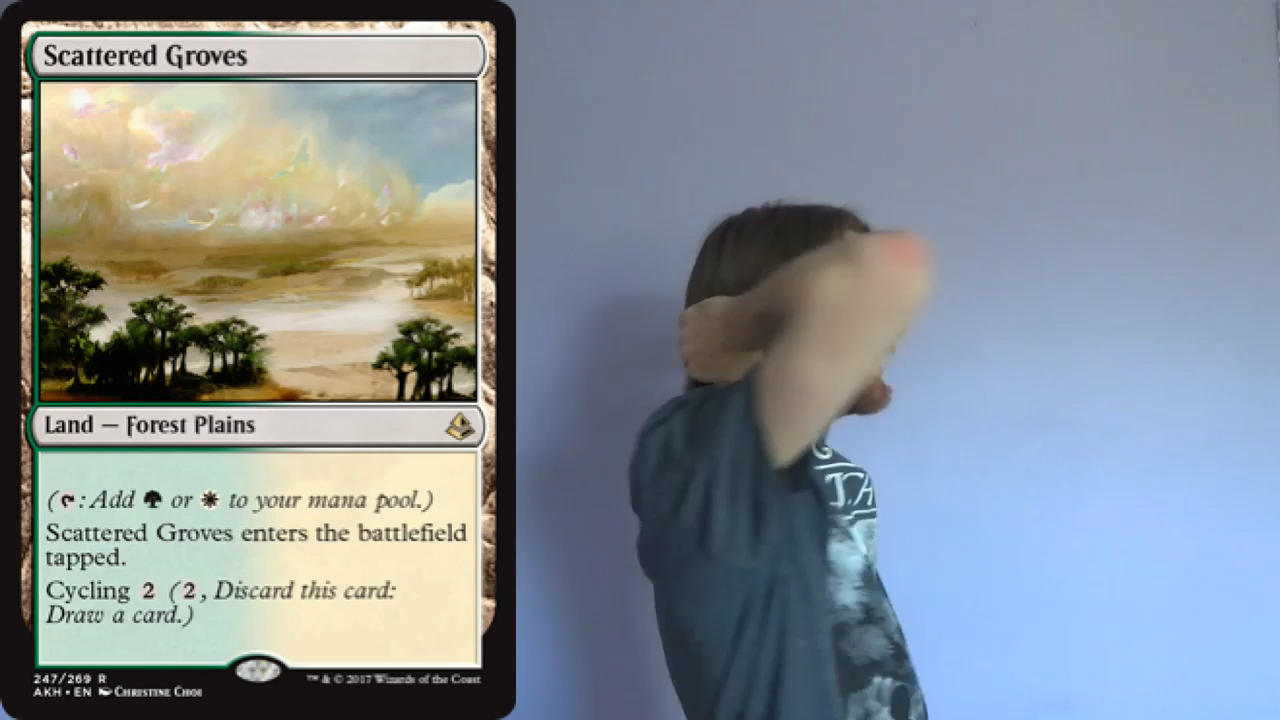 Scattered Groves
Land — Forest Plains
(: Add or to your mana pool.)
Scattered Groves enters the battlefield
tapped.
Cycling 2 (2, Discard this card:
Draw a card.)
247/269 R
AKH • EN Christine Choi
™ & © 2017 Wizards of the Coast